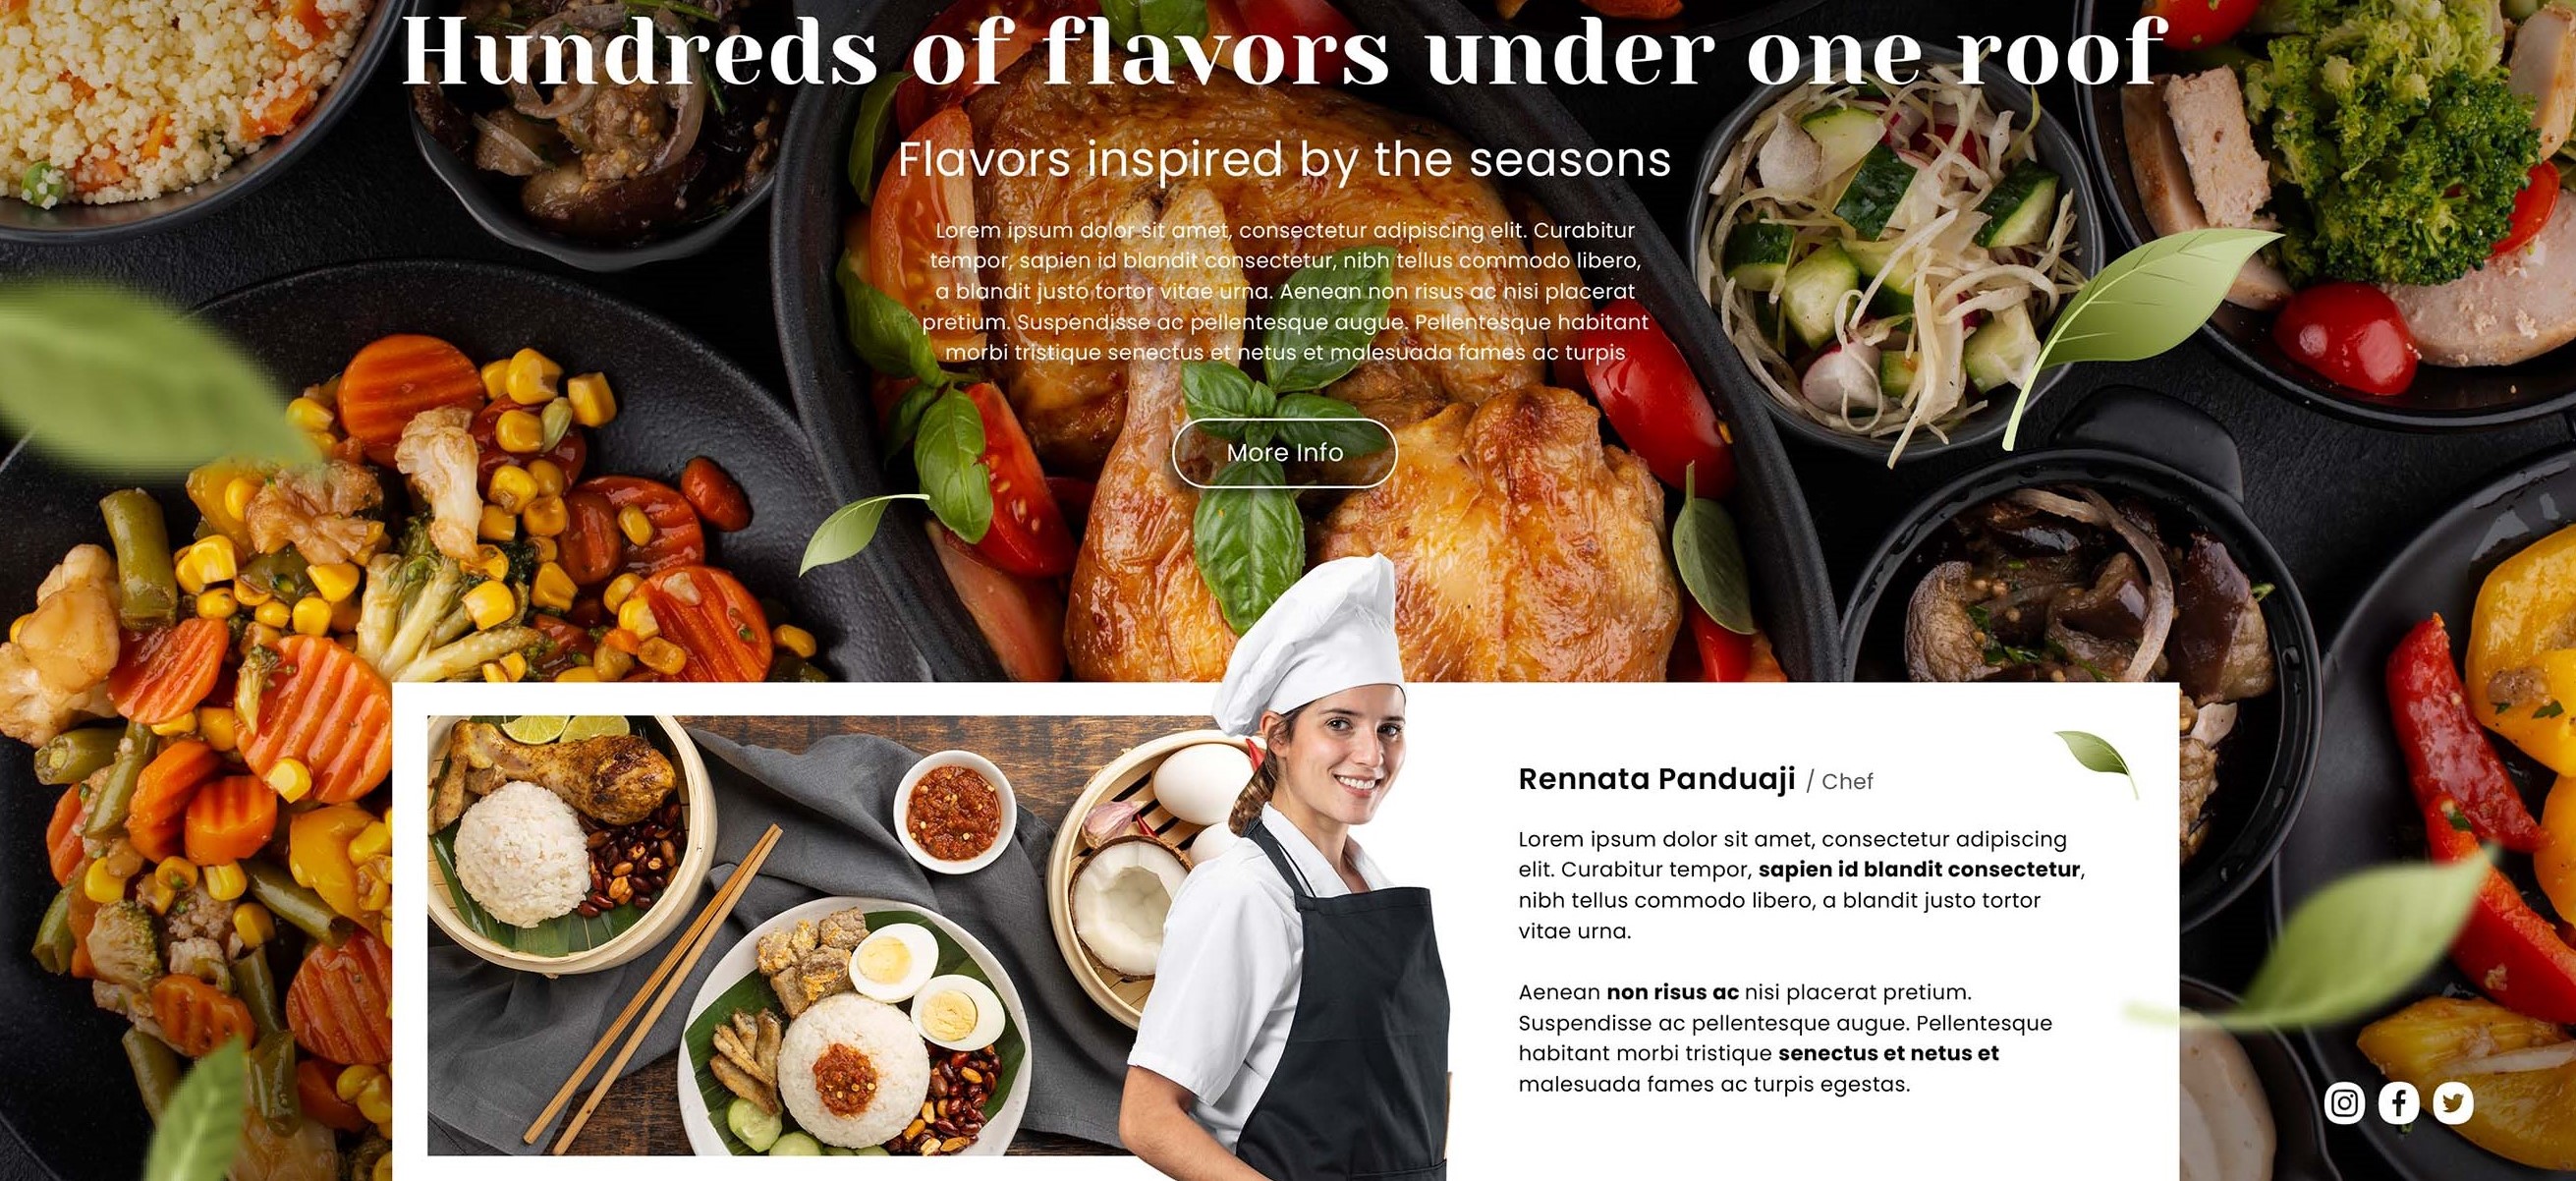 Hundreds of flavors under one roof
Flavors inspired by the seasons
Lorem ipsum dolor sit amet, consectetur adipiscing elit. Curabitur
tempor, sapien id blandit consectetur, nibh tellus commodo libero,
a blandit justo tortor vitae urna. Aenean non risus ac nisi placerat
pretium. Suspendisse ac pellentesque augue. Pellentesque habitant
morbi tristique senectus et netus et malesuada fames ac turpis
More Info
Rennata Panduaji / Chef
Lorem ipsum dolor sit amet, consectetur adipiscing
elit. Curabitur tempor, sapien id blandit consectetur,
nibh tellus commodo libero, a blandit justo tortor
vitae urna.
Aenean non risus ac nisi placerat pretium.
Suspendisse ac pellentesque augue. Pellentesque
habitant morbi tristique senectus et netus et
malesuada fames ac turpis egestas.